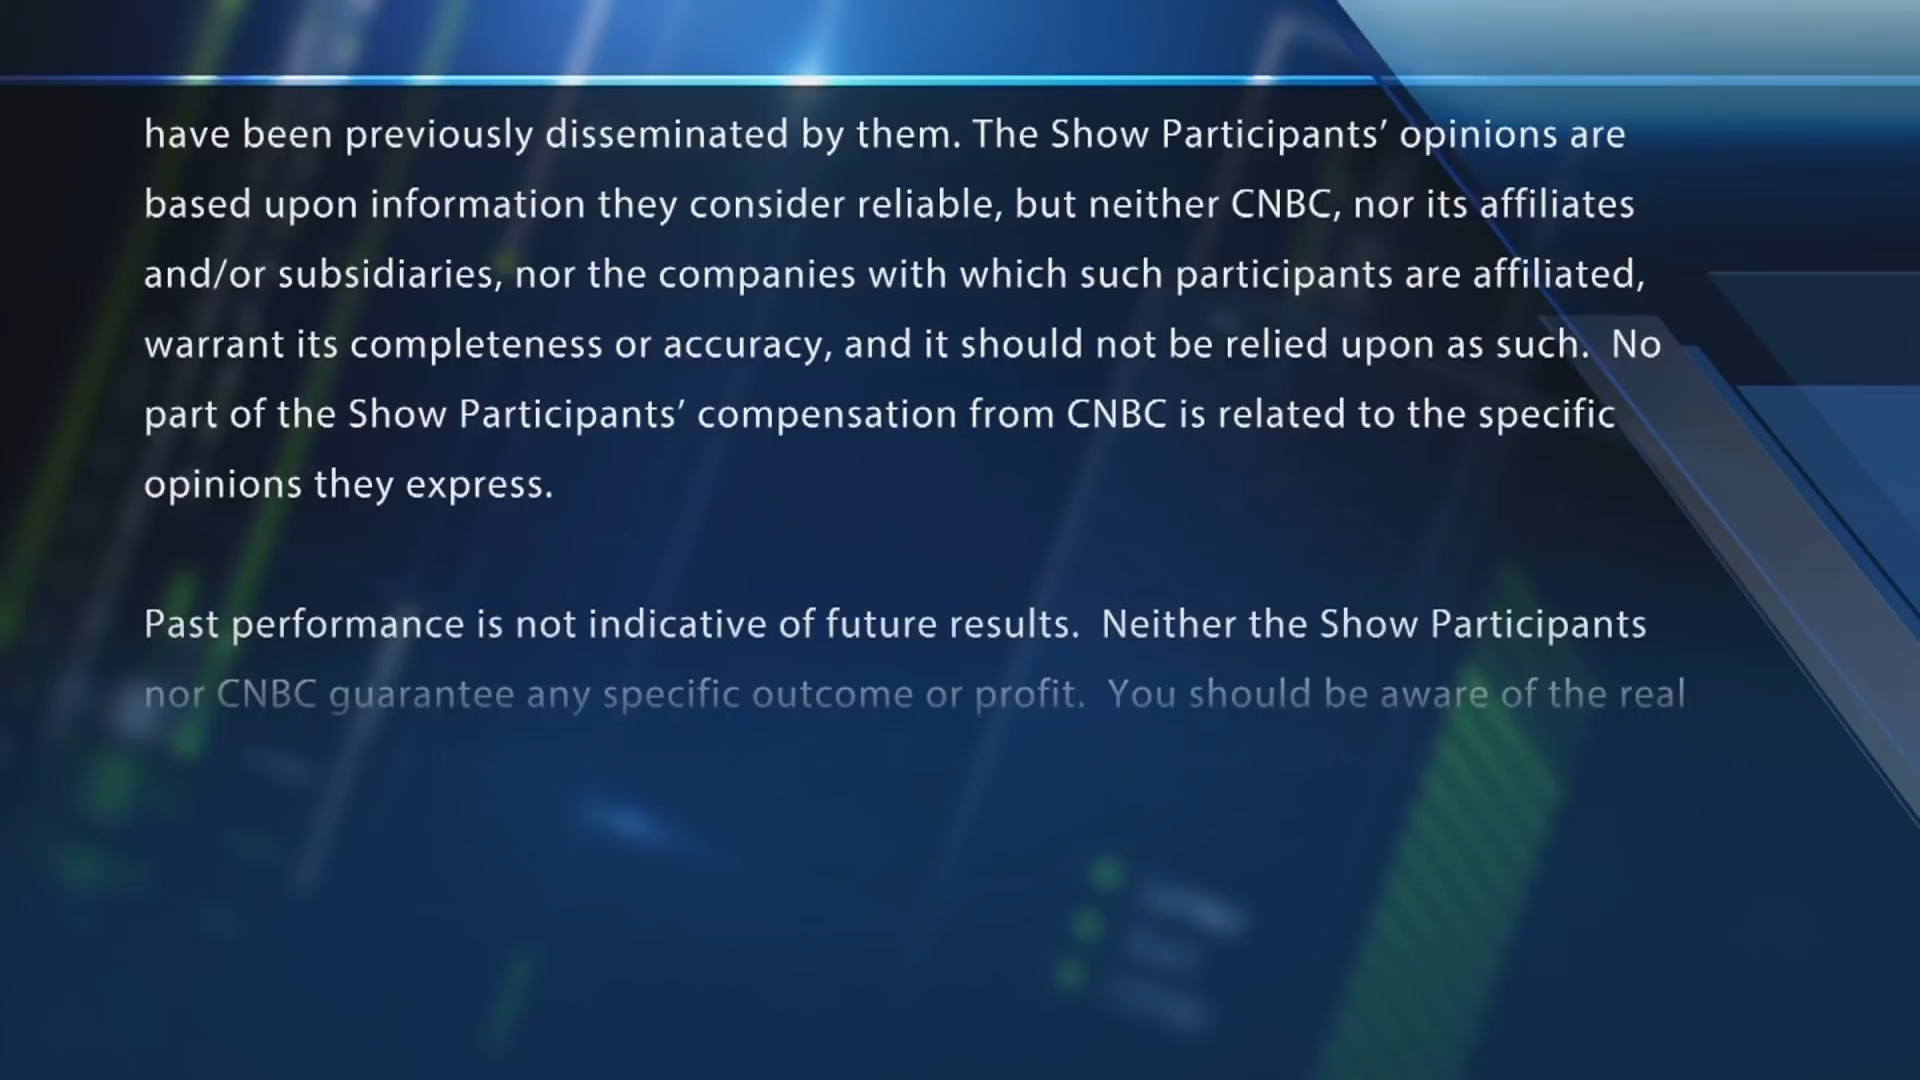 have been previously disseminated by them. The Show Participants’ opinions are
based upon information they consider reliable, but neither CNBC, nor its affiliates
and/or subsidiaries, nor the companies with which such participants are affiliated,
warrant its completeness or accuracy, and it should not be relied upon as such.  No
part of the Show Participants’ compensation from CNBC is related to the specific
opinions they express.
Past performance is not indicative of future results.  Neither the Show Participants
nor CNBC guarantee any specific outcome or profit.  You should be aware of the real